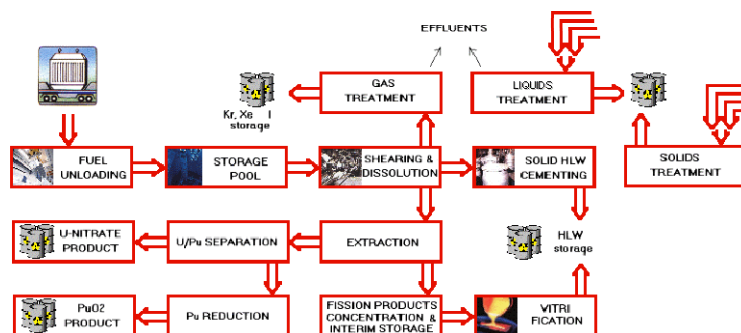 EFFLUENTS
GAS
TREATMENT
LIQUIDS
TREATMENT
Kr, Xe I
storage
FUEL
UNLOADING
STORAGE
POOL
SHEARING &
DISSOLUTION
SOLID HLW
CEMENTING
SOLIDS
TREATMENT
U-NITRATE
PRODUCT
U/Pu SEPARATION
EXTRACTION
HLW
storage
PuO2
PRODUCT
Pu REDUCTION
FISSION PRODUCTS
CONCENTRATION &
INTERIM STORAGE
VITRI
FICATION